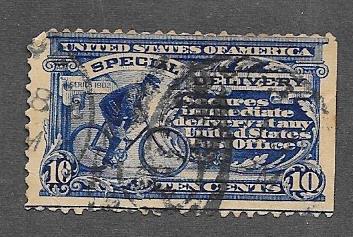 UNITED STATES OF AMERICA
SPECIAL DELIVERY
SERIES 1902
Secures
immediate
delivery at any
United States
Post Office
10 TEN CENTS 10